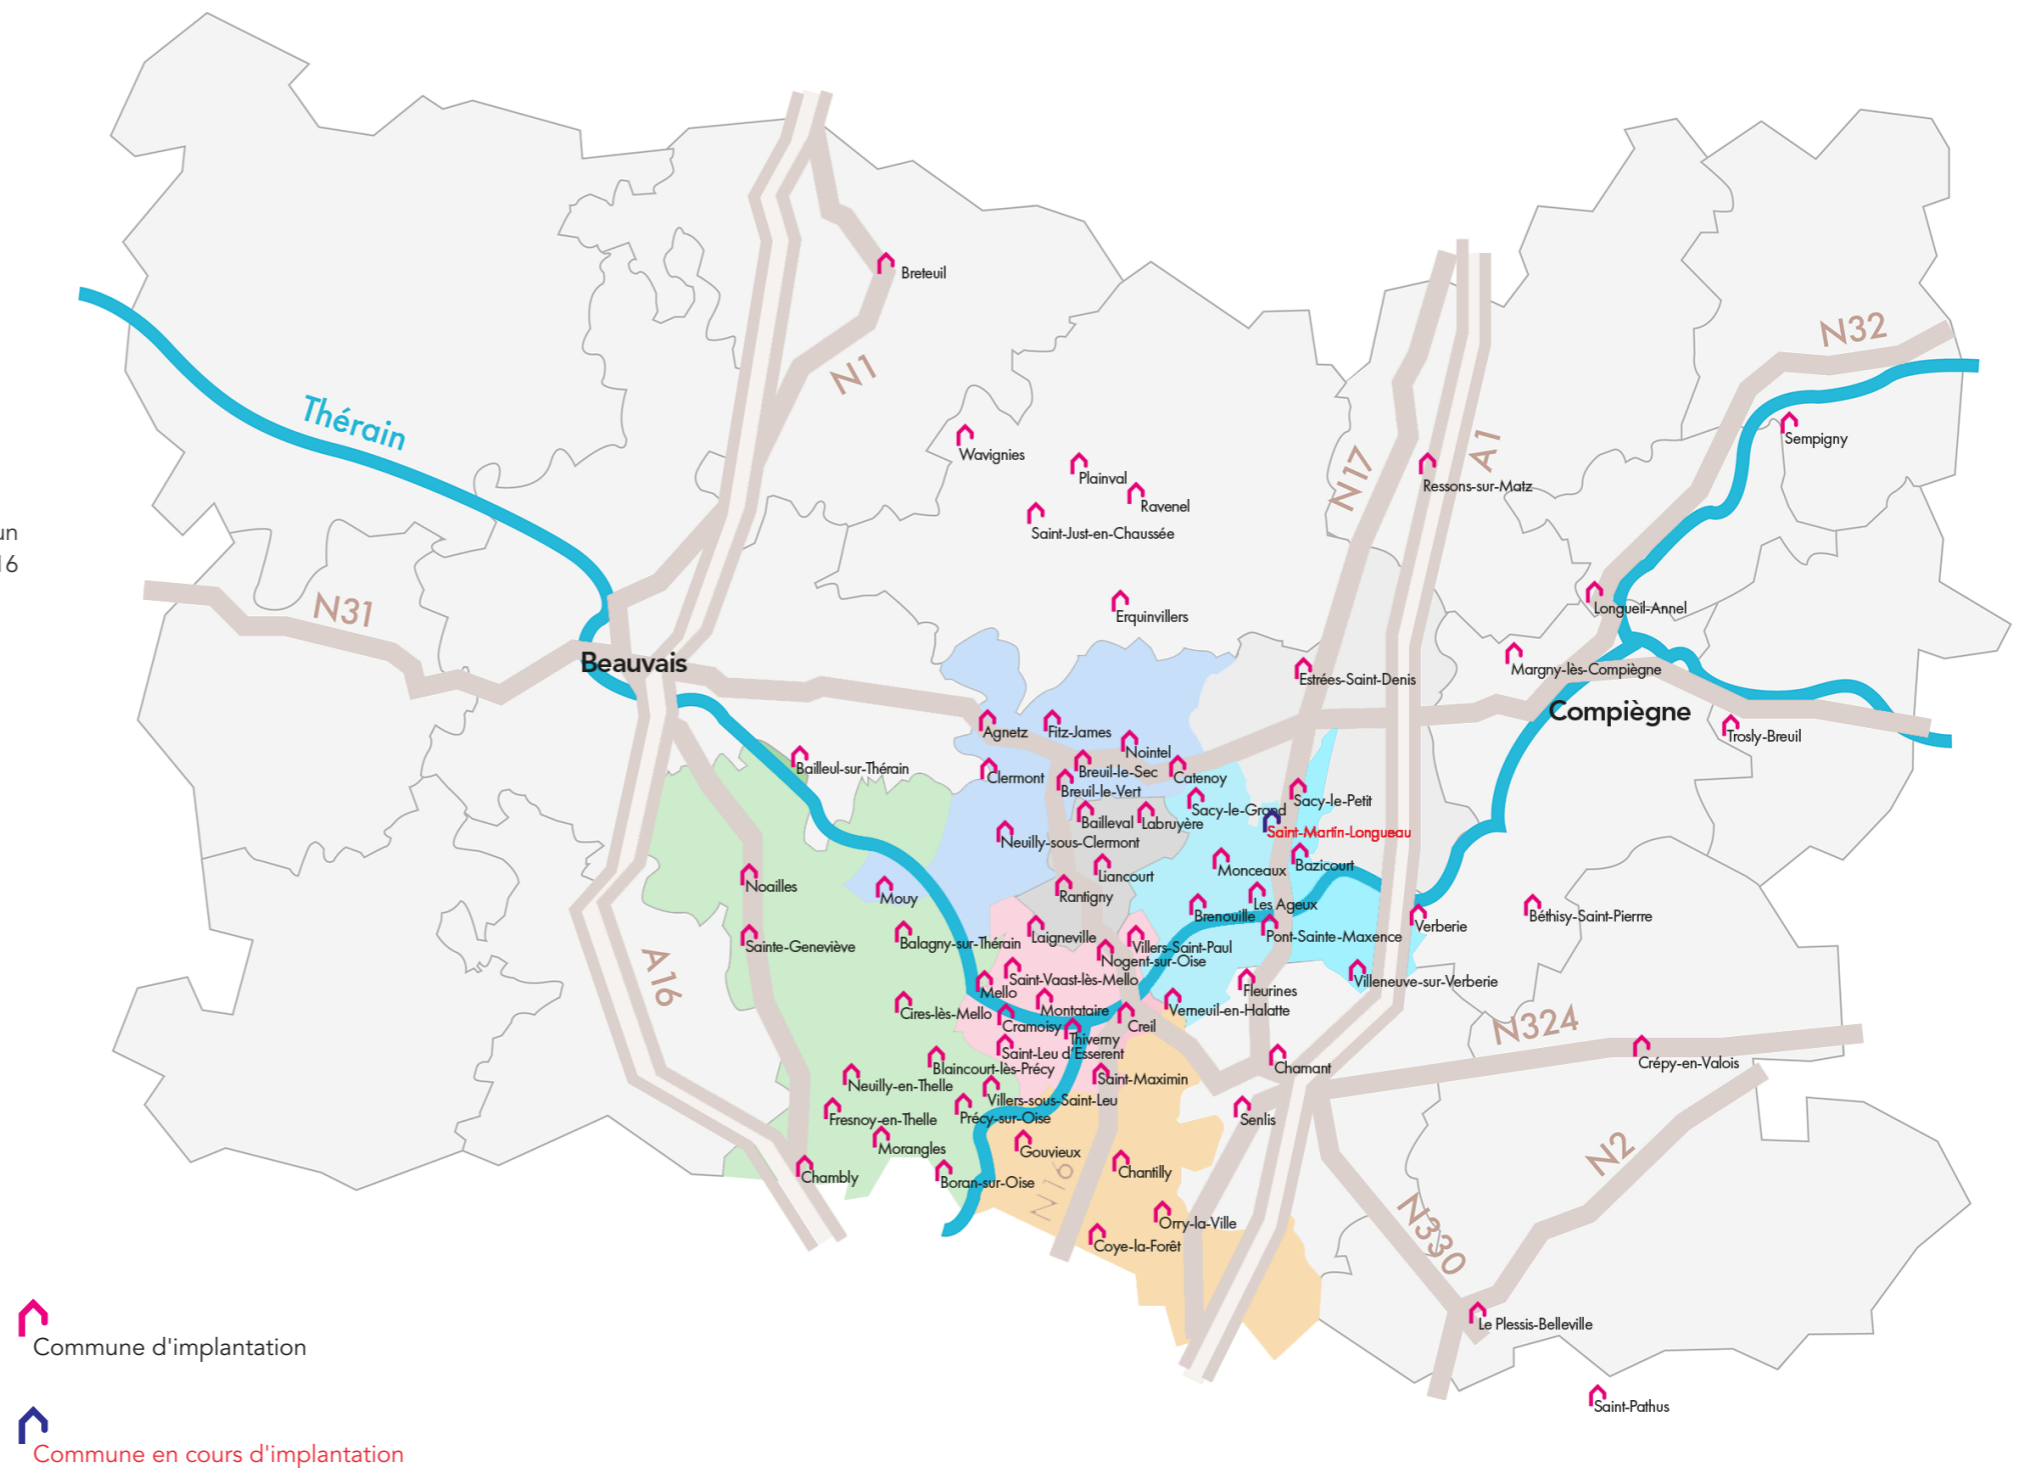 Breteuil
N32
N1
Thérain
Sempigny
Wavignies
A1
Plainval
N17
Ressons-sur-Matz
Ravenel
Saint-Just-en-Chaussée
un
16
N31
Longueil-Annel
Erquinvillers
Beauvais
Margny-lès-Compiègne
Estrées-Saint-Denis
Compiègne
Agnetz
Fitz-James
Trosly-Breuil
Nointel
Bailleul-sur-Thérain
Clermont
Breuil-le-Sec
Catenoy
Breuil-le-Vert
Sacy-le-Petit
Sacy-le-Grand
Bailleval
Labruyère
Saint-Martin-Longueau
Neuilly-sous-Clermont
Bazicourt
Monceaux
Liancourt
Noailles
Rantigny
Mouy
Les Ageux
Brenouille
Béthisy-Saint-Pierrre
Verberie
Laigneville
Pont-Sainte-Maxence
Sainte-Geneviève
Balagny-sur-Thérain
Villers-Saint-Paul
Nogent-sur-Oise
A16
Saint-Vaast-lès-Mello
Villeneuve-sur-Verberie
Mello
Fleurines
Cires-lès-Mello
Montataire
Verneuil-en-Halatte
Cramoisy
Creil
N324
Thiverny
Saint-Leu d'Esserent
Crépy-en-Valois
Blaincourt-lès-Précy
Chamant
Saint-Maximin
Neuilly-en-Thelle
Villers-sous-Saint-Leu
Fresnoy-en-Thelle
Précy-sur-Oise
Senlis
Morangles
Gouvieux
N2
Chambly
Chantilly
Boran-sur-Oise
N16
Orry-la-Ville
N330
Coye-la-Forêt
Le Plessis-Belleville
Commune d'implantation
Saint-Pathus
Commune en cours d'implantation